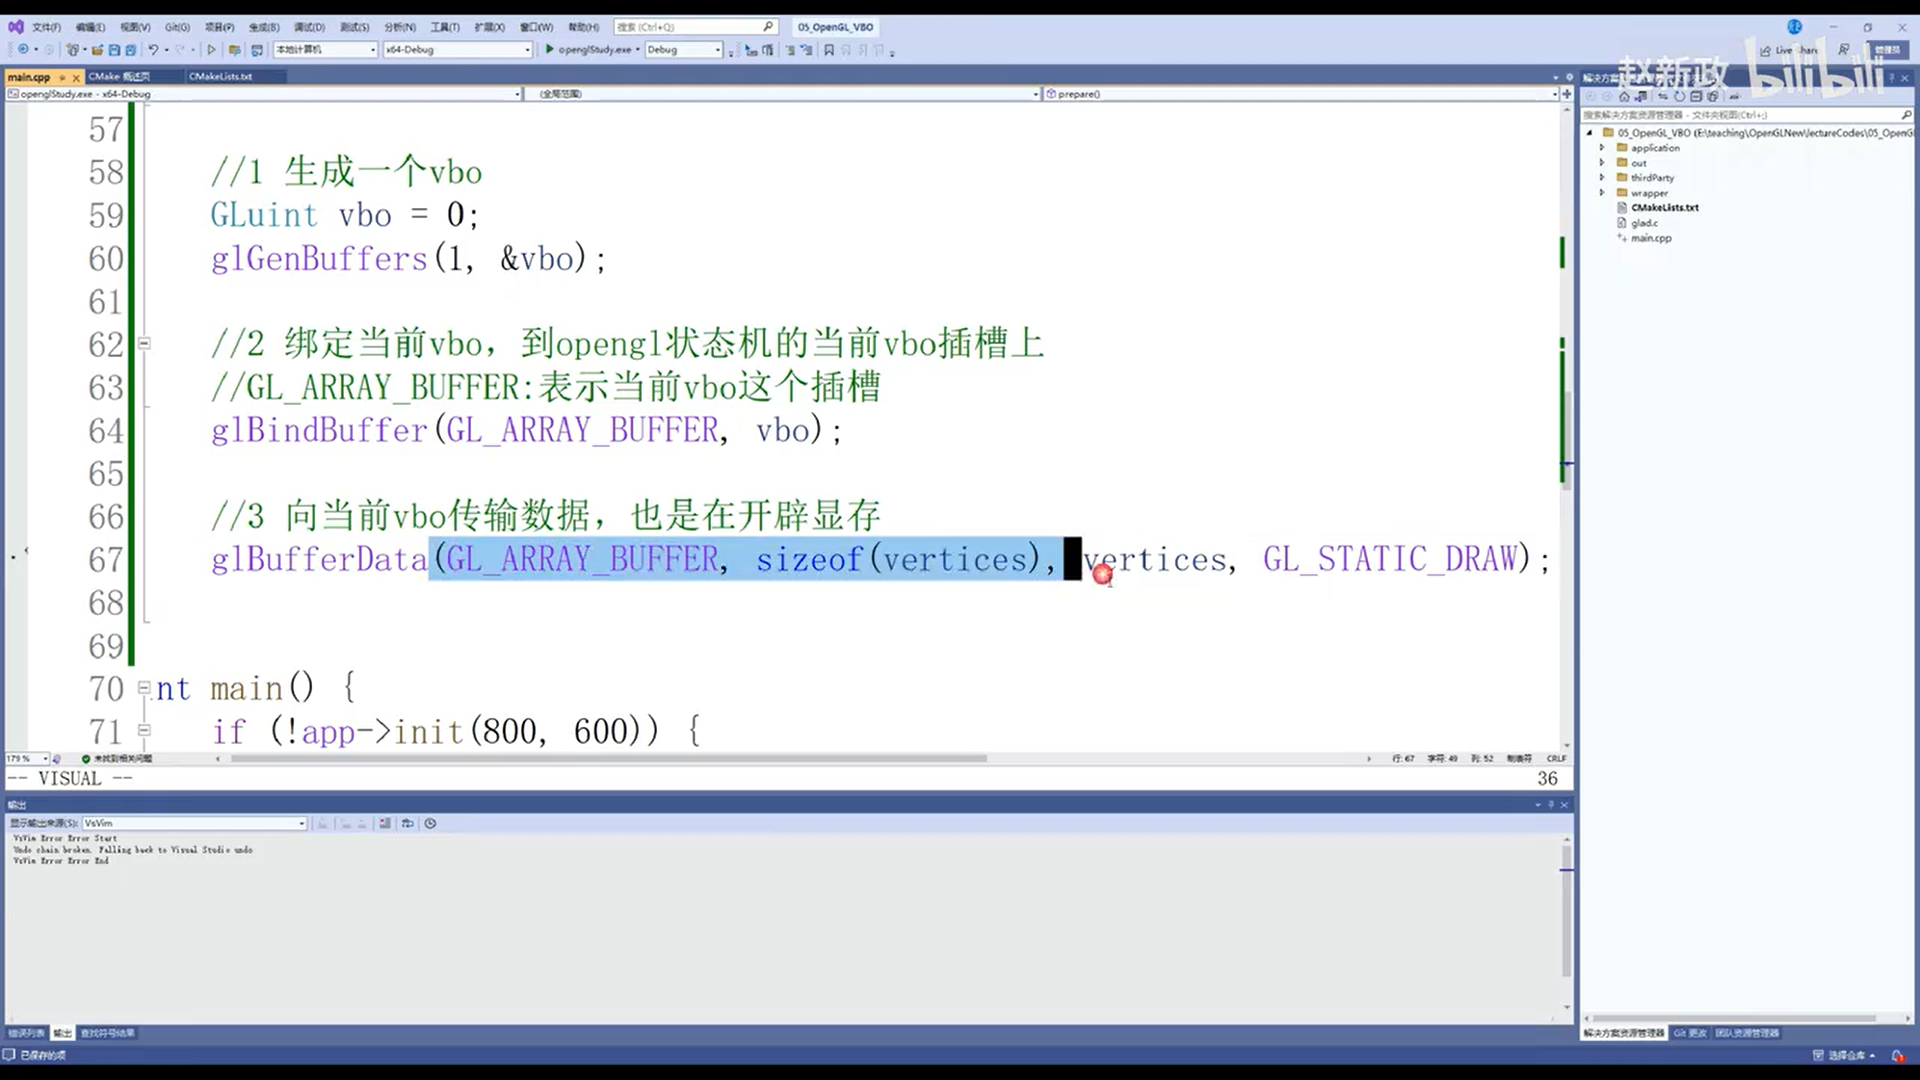 文件(F) 编辑(E) 视图(V) Git(G) 项目(P) 生成(B) 调试(D) 测试(S) 分析(N) 工具(T) 扩展(X) 窗口(W) 帮助(H) 搜索 (Ctrl+Q) 05_OpenGL_VBO
本地计算机 x64-Debug openglStudy.exe Debug Live Share 管理员
赵新政 bilibili
main.cpp CMake 概述页 CMakeLists.txt
openglStudy.exe - x64-Debug (全局范围) prepare()
57
58 //1 生成一个vbo
59 GLuint vbo = 0;
60 glGenBuffers(1, &vbo);
61
62 //2 绑定当前vbo，到opengl状态机的当前vbo插槽上
63 //GL_ARRAY_BUFFER:表示当前vbo这个插槽
64 glBindBuffer(GL_ARRAY_BUFFER, vbo);
65
66 //3 向当前vbo传输数据，也是在开辟显存
67 glBufferData(GL_ARRAY_BUFFER, sizeof(vertices), vertices, GL_STATIC_DRAW);
68
69
70 nt main() {
71 if (!app->init(800, 600)) {
179 % 未找到相关问题 行: 67 字符: 49 列: 52 制表符 CRLF
-- VISUAL -- 36
输出
显示输出来源(S): VsVim
VsVim Error Error Start
Undo chain broken. Falling back to Visual Studio undo
VsVim Error Error End
错误列表 输出 查找符号结果
已保存的项
搜索解决方案资源管理器 - 文件夹视图(Ctrl+;)
05_OpenGL_VBO (E:\teaching\OpenGLNew\lectureCodes\05_OpenG
application
out
thirdParty
wrapper
CMakeLists.txt
glad.c
main.cpp
解决方案资源管理器 Git 更改 团队资源管理器
选择仓库